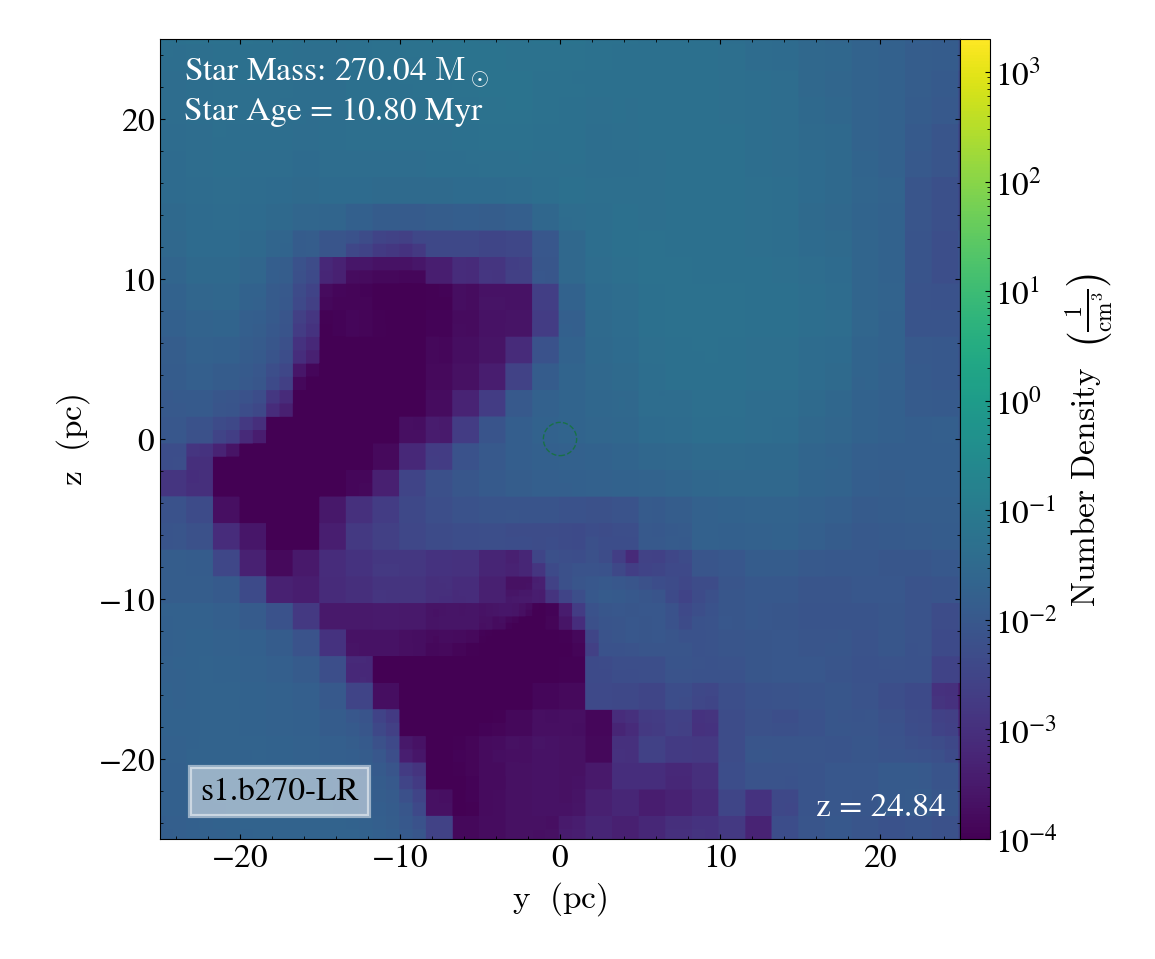 Star Mass: 270.04 M⊙
Star Age = 10.80 Myr
20
10
0
−10
−20
z (pc)
s1.b270-LR
z = 24.84
−20 −10 0 10 20
y (pc)
10³
10²
10¹
10⁰
10⁻¹
10⁻²
10⁻³
10⁻⁴
Number Density (1/cm³)